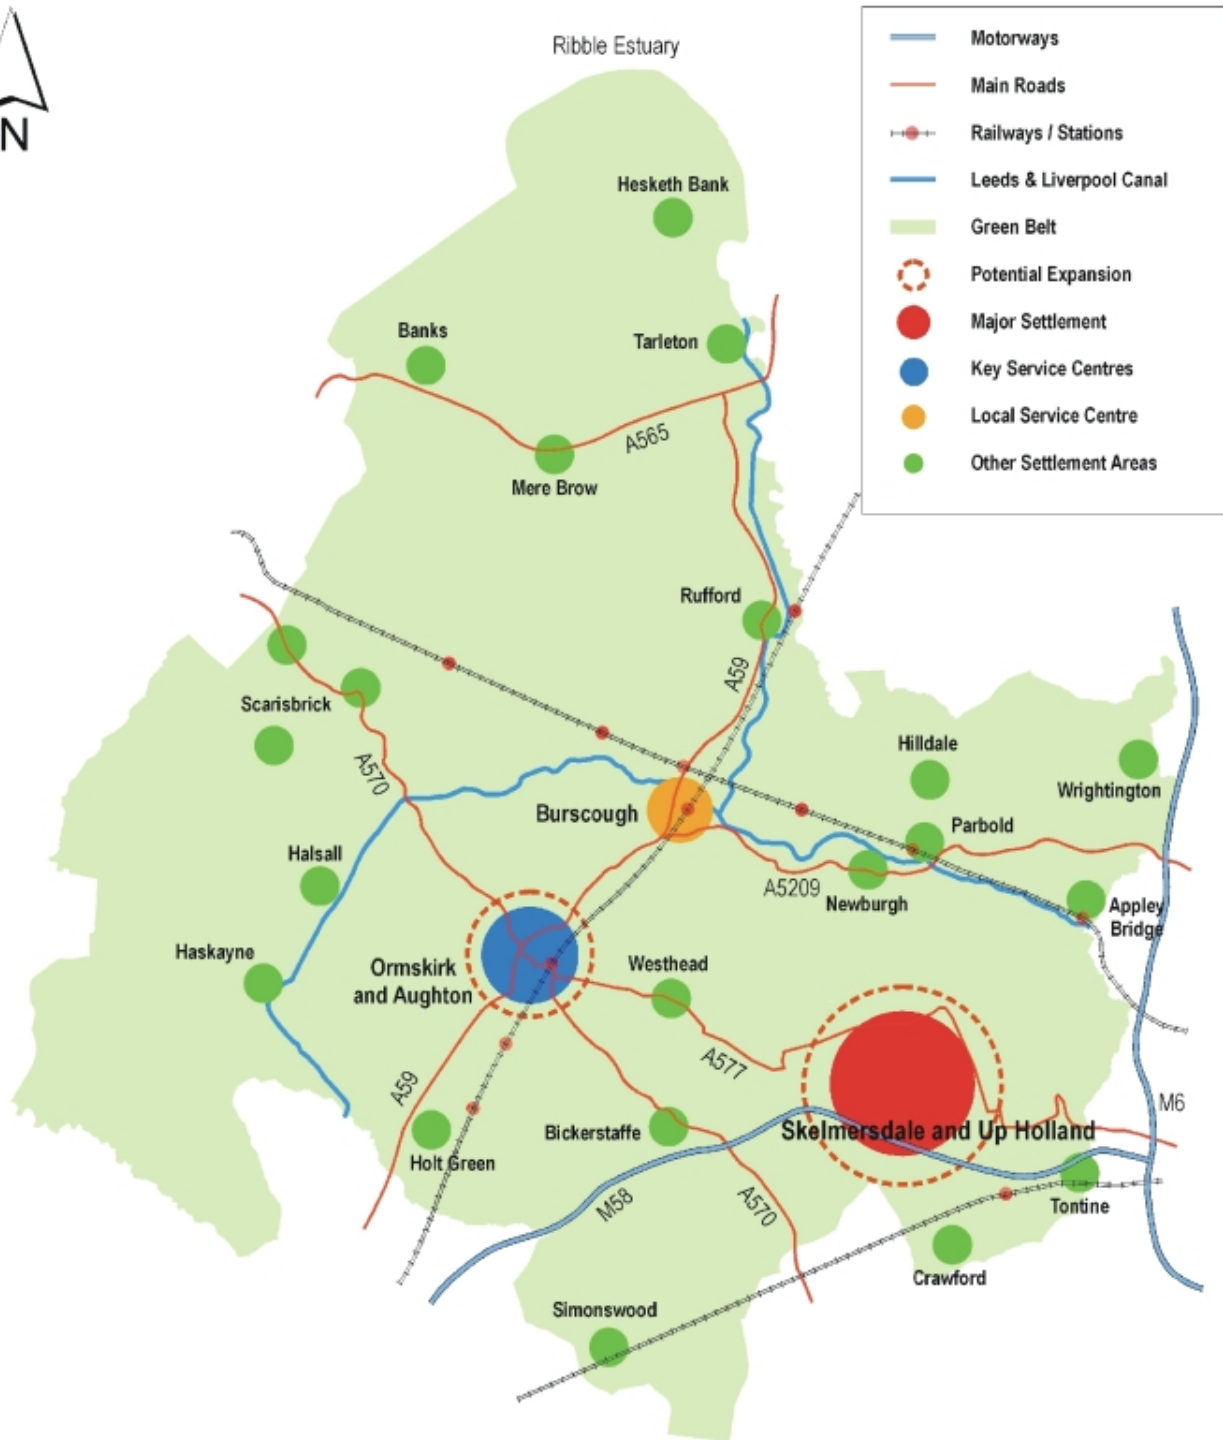 N
Ribble Estuary
Motorways
Main Roads
Railways / Stations
Leeds & Liverpool Canal
Green Belt
Potential Expansion
Major Settlement
Key Service Centres
Local Service Centre
Other Settlement Areas
Hesketh Bank
Banks
Tarleton
A565
Mere Brow
Rufford
A59
Scarisbrick
A570
Hilldale
Wrightington
Burscough
Parbold
Halsall
A5209
Newburgh
Appley
Bridge
Haskayne
Ormskirk
and Aughton
Westhead
A577
A59
M6
Bickerstaffe
Skelmersdale and Up Holland
Holt Green
M58
A570
Tontine
Crawford
Simonswood